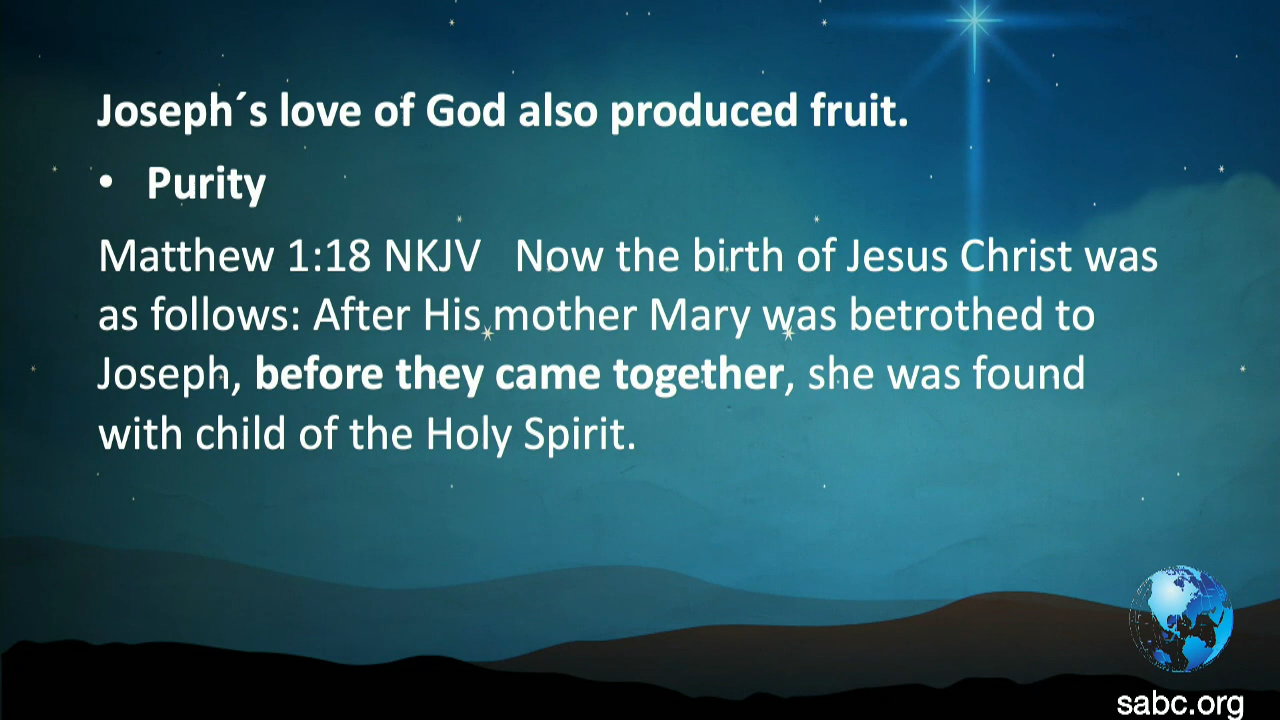 Joseph´s love of God also produced fruit.
• Purity
Matthew 1:18 NKJV   Now the birth of Jesus Christ was
as follows: After His mother Mary was betrothed to
Joseph, before they came together, she was found
with child of the Holy Spirit.
sabc.org